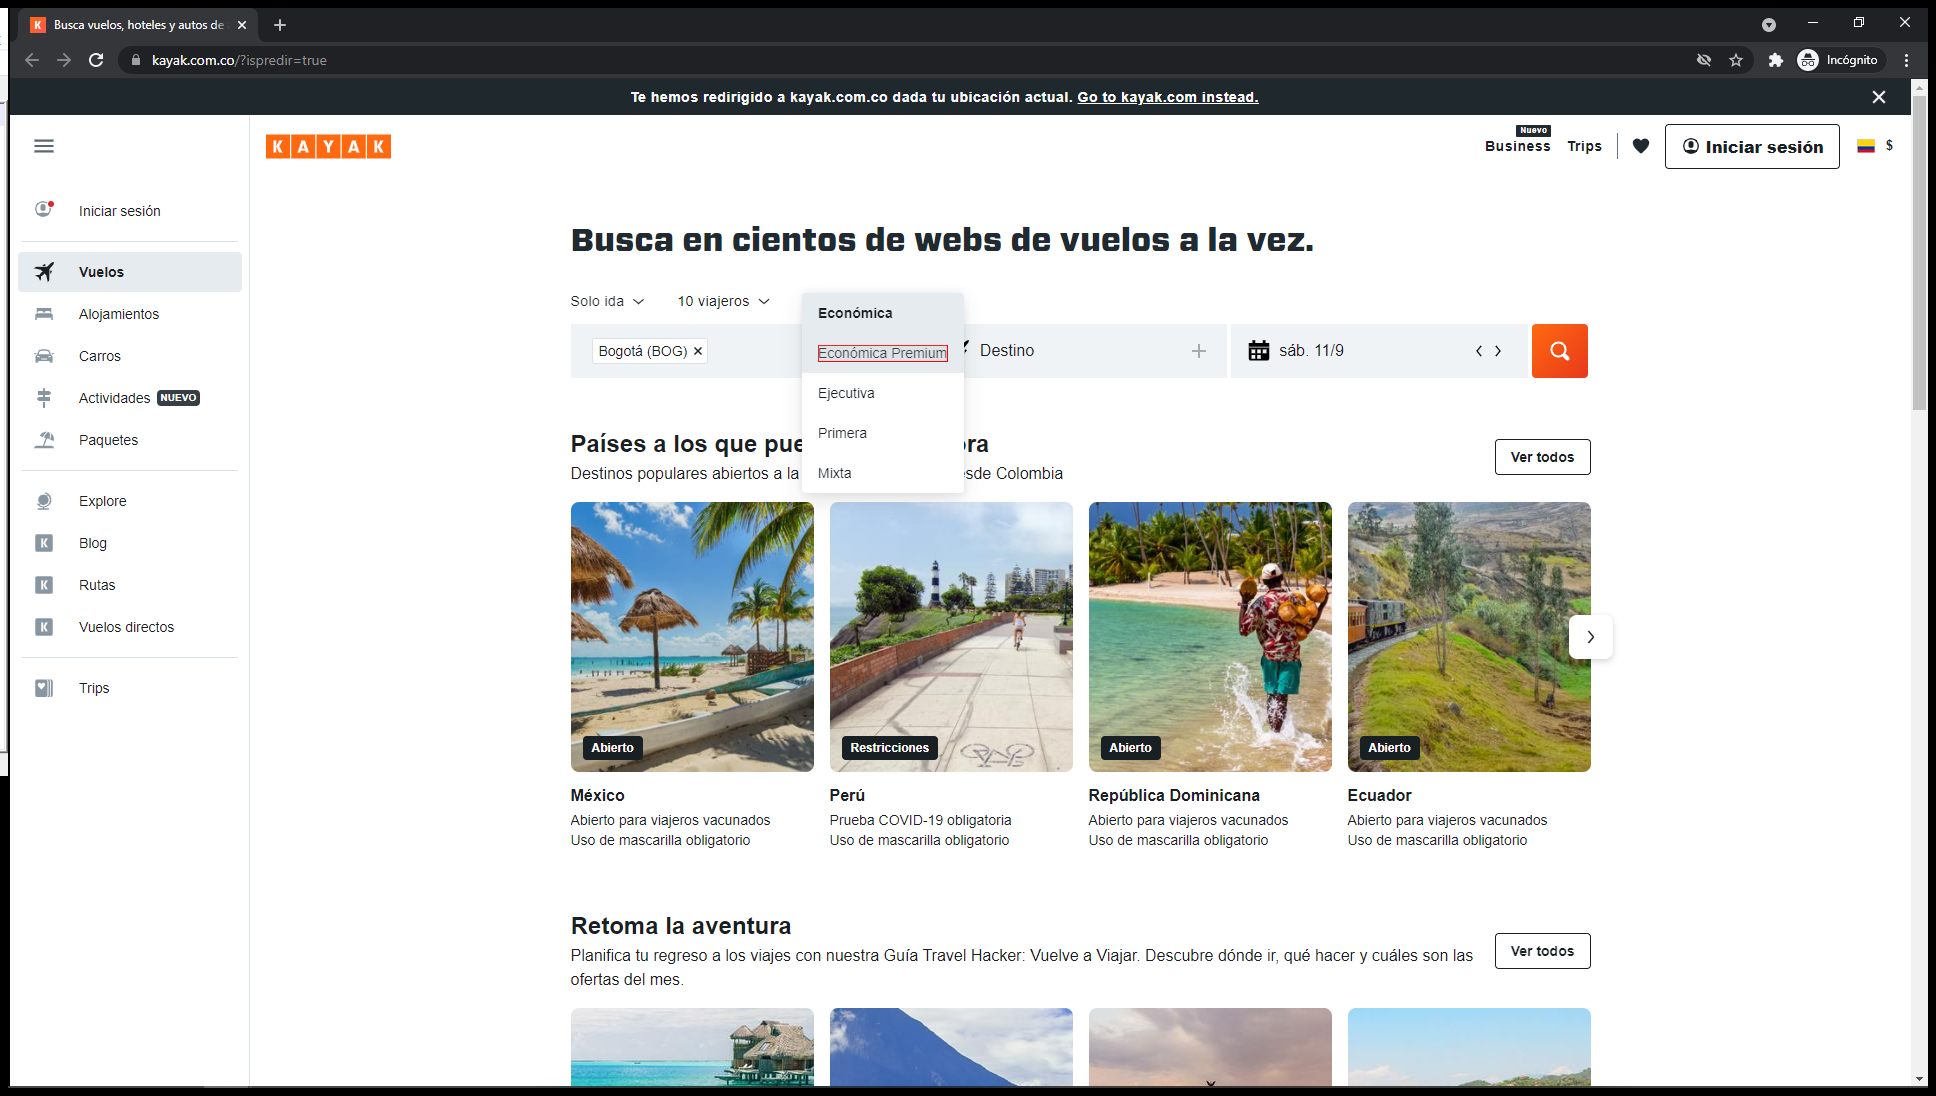 Busca vuelos, hoteles y autos de
kayak.com.co/?ispredir=true
Incógnito
Te hemos redirigido a kayak.com.co dada tu ubicación actual. Go to kayak.com instead.
KAYAK
Nuevo
Business
Trips
Iniciar sesión
$
Iniciar sesión
Vuelos
Alojamientos
Carros
Actividades NUEVO
Paquetes
Explore
Blog
Rutas
Vuelos directos
Trips
Busca en cientos de webs de vuelos a la vez.
Solo ida
10 viajeros
Económica
Económica Premium
Ejecutiva
Primera
Mixta
Bogotá (BOG)
Destino
sáb. 11/9
Países a los que pue ora
Destinos populares abiertos a la sde Colombia
Ver todos
Abierto
Restricciones
Abierto
Abierto
México
Abierto para viajeros vacunados
Uso de mascarilla obligatorio
Perú
Prueba COVID-19 obligatoria
Uso de mascarilla obligatorio
República Dominicana
Abierto para viajeros vacunados
Uso de mascarilla obligatorio
Ecuador
Abierto para viajeros vacunados
Uso de mascarilla obligatorio
Retoma la aventura
Planifica tu regreso a los viajes con nuestra Guía Travel Hacker: Vuelve a Viajar. Descubre dónde ir, qué hacer y cuáles son las
ofertas del mes.
Ver todos